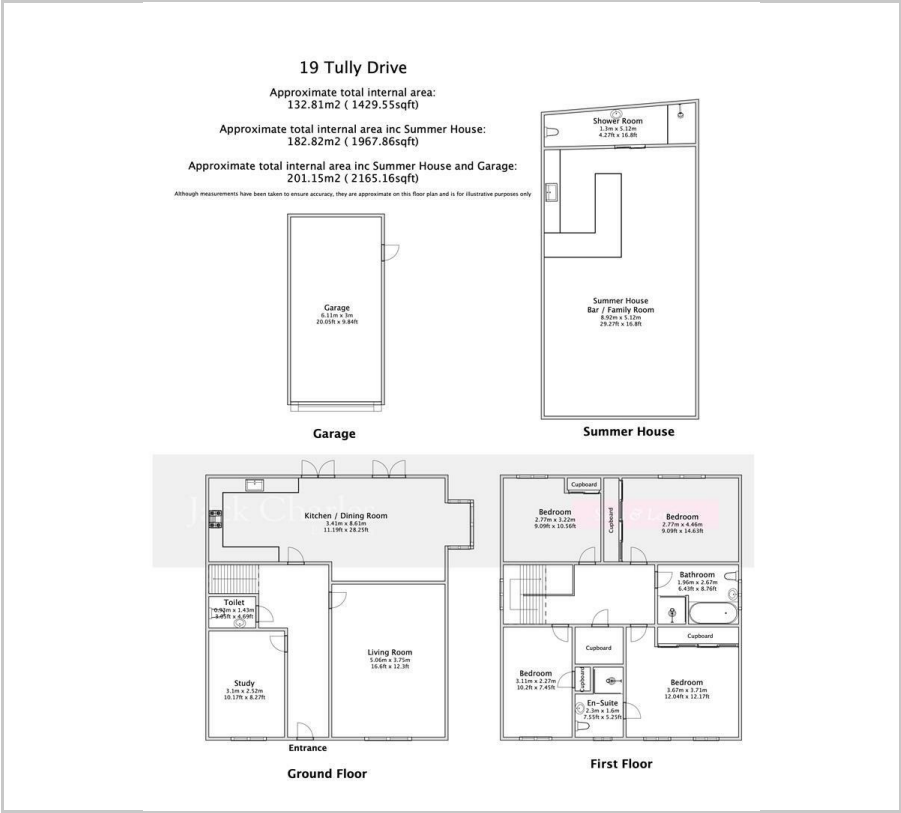 19 Tully Drive
Approximate total internal area:
132.81m2 ( 1429.55sqft)
Approximate total internal area inc Summer House:
182.82m2 ( 1967.86sqft)
Approximate total internal area inc Summer House and Garage:
201.15m2 ( 2165.16sqft)
Although measurements have been taken to ensure accuracy, they are approximate on this floor plan and is for illustrative purposes only
Shower Room
1.3m x 5.12m
4.27ft x 16.8ft
Summer House
Bar / Family Room
8.92m x 5.12m
29.27ft x 16.8ft
Summer House
Garage
6.11m x 3m
20.05ft x 9.84ft
Garage
Kitchen / Dining Room
3.41m x 8.61m
11.19ft x 28.25ft
Toilet
0.93m x 1.43m
3.05ft x 4.69ft
Living Room
5.06m x 3.75m
16.6ft x 12.3ft
Study
3.1m x 2.52m
10.17ft x 8.27ft
Entrance
Ground Floor
Cupboard
Bedroom
2.77m x 3.22m
9.09ft x 10.56ft
Cupboard
Bedroom
2.77m x 4.46m
9.09ft x 14.63ft
Bathroom
1.96m x 2.67m
6.43ft x 8.76ft
Cupboard
Cupboard
Bedroom
3.11m x 2.27m
10.2ft x 7.45ft
Cupboard
En-Suite
2.3m x 1.6m
7.55ft x 5.25ft
Bedroom
3.67m x 3.71m
12.04ft x 12.17ft
First Floor